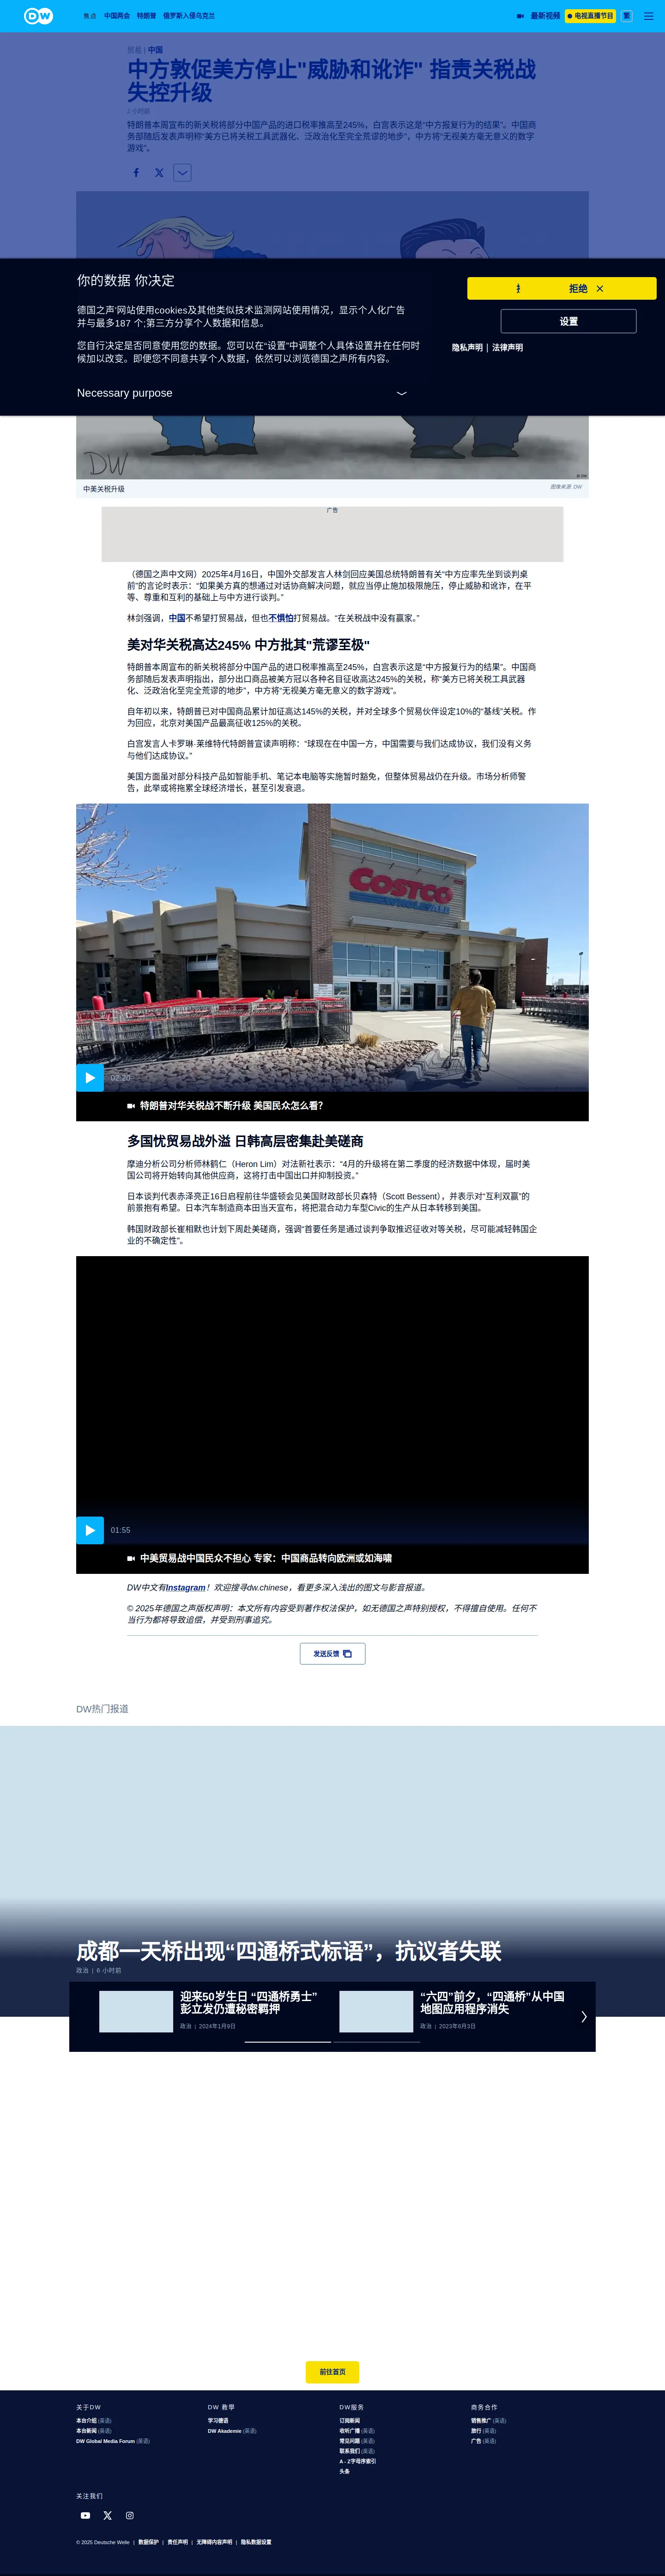 DW
焦点 中国两会 特朗普 俄罗斯入侵乌克兰 最新视频 电视直播节目 繁
贸易 | 中国
中方敦促美方停止"威胁和讹诈" 指责关税战
失控升级
2 小时前
特朗普本周宣布的新关税将部分中国产品的进口税率推高至245%，白宫表示这是“中方报复行为的结果”。中国商
务部随后发表声明称“美方已将关税工具武器化、泛政治化至完全荒谬的地步”，中方将“无视美方毫无意义的数字
游戏”。
你的数据 你决定
德国之声'网站使用cookies及其他类似技术监测网站使用情况，显示个人化广告
并与最多187 个;第三方分享个人数据和信息。
您自行决定是否同意使用您的数据。您可以在“设置”中调整个人具体设置并在任何时
候加以改变。即便您不同意共享个人数据，依然可以浏览德国之声所有内容。
Necessary purpose
拒绝
设置
隐私声明 | 法律声明
DW
中美关税升级
图像来源: DW
广告
（德国之声中文网）2025年4月16日，中国外交部发言人林剑回应美国总统特朗普有关“中方应率先坐到谈判桌
前”的言论时表示：“如果美方真的想通过对话协商解决问题，就应当停止施加极限施压，停止威胁和讹诈，在平
等、尊重和互利的基础上与中方进行谈判。”
林剑强调，中国不希望打贸易战，但也不惧怕打贸易战。“在关税战中没有赢家。”
美对华关税高达245% 中方批其"荒谬至极"
特朗普本周宣布的新关税将部分中国产品的进口税率推高至245%，白宫表示这是“中方报复行为的结果”。中国商
务部随后发表声明指出，部分出口商品被美方冠以各种名目征收高达245%的关税，称“美方已将关税工具武器
化、泛政治化至完全荒谬的地步”，中方将“无视美方毫无意义的数字游戏”。
自年初以来，特朗普已对中国商品累计加征高达145%的关税，并对全球多个贸易伙伴设定10%的“基线”关税。作
为回应，北京对美国产品最高征收125%的关税。
白宫发言人卡罗琳·莱维特代特朗普宣读声明称：“球现在在中国一方，中国需要与我们达成协议，我们没有义务
与他们达成协议。”
美国方面虽对部分科技产品如智能手机、笔记本电脑等实施暂时豁免，但整体贸易战仍在升级。市场分析师警
告，此举或将拖累全球经济增长，甚至引发衰退。
COSTCO
WHOLESALE
02:20
特朗普对华关税战不断升级 美国民众怎么看?
多国忧贸易战外溢 日韩高层密集赴美磋商
摩迪分析公司分析师林鹤仁（Heron Lim）对法新社表示：“4月的升级将在第二季度的经济数据中体现，届时美
国公司将开始转向其他供应商，这将打击中国出口并抑制投资。”
日本谈判代表赤泽亮正16日启程前往华盛顿会见美国财政部长贝森特（Scott Bessent），并表示对“互利双赢”的
前景抱有希望。日本汽车制造商本田当天宣布，将把混合动力车型Civic的生产从日本转移到美国。
韩国财政部长崔相默也计划下周赴美磋商，强调“首要任务是通过谈判争取推迟征收对等关税，尽可能减轻韩国企
业的不确定性”。
01:55
中美贸易战中国民众不担心 专家：中国商品转向欧洲或如海啸
DW中文有Instagram！欢迎搜寻dw.chinese，看更多深入浅出的图文与影音报道。
© 2025年德国之声版权声明：本文所有内容受到著作权法保护，如无德国之声特别授权，不得擅自使用。任何不
当行为都将导致追偿，并受到刑事追究。
发送反馈
DW热门报道
成都一天桥出现“四通桥式标语”，抗议者失联
政治 | 6 小时前
迎来50岁生日 “四通桥勇士”
彭立发仍遭秘密羁押
政治 | 2024年1月9日
“六四”前夕，“四通桥”从中国
地图应用程序消失
政治 | 2023年6月3日
前往首页
关于DW
本台介绍 (英语)
本台新闻 (英语)
DW Global Media Forum (英语)
DW 教學
学习德语
DW Akademie (英语)
DW服务
订阅新闻
收听广播 (英语)
常见问题 (英语)
联系我们 (英语)
A - Z字母序索引
头条
商务合作
销售推广 (英语)
旅行 (英语)
广告 (英语)
关注我们
© 2025 Deutsche Welle | 数据保护 | 责任声明 | 无障碍内容声明 | 隐私数据设置